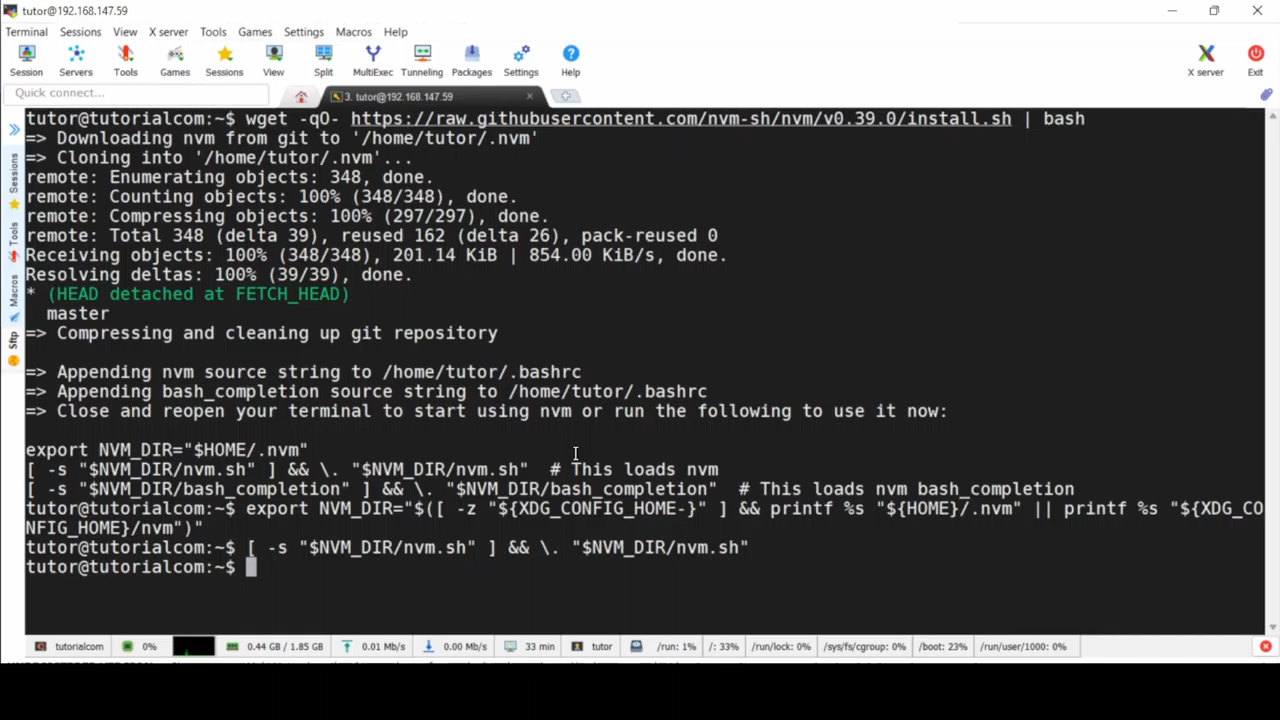 tutor@192.168.147.59
Terminal Sessions View X server Tools Games Settings Macros Help
Session Servers Tools Games Sessions View Split MultiExec Tunneling Packages Settings Help X server Exit
Quick connect...
3. tutor@192.168.147.59
tutor@tutorialcom:~$ wget -qO- https://raw.githubusercontent.com/nvm-sh/nvm/v0.39.0/install.sh | bash
=> Downloading nvm from git to '/home/tutor/.nvm'
=> Cloning into '/home/tutor/.nvm'...
remote: Enumerating objects: 348, done.
remote: Counting objects: 100% (348/348), done.
remote: Compressing objects: 100% (297/297), done.
remote: Total 348 (delta 39), reused 162 (delta 26), pack-reused 0
Receiving objects: 100% (348/348), 201.14 KiB | 854.00 KiB/s, done.
Resolving deltas: 100% (39/39), done.
* (HEAD detached at FETCH_HEAD)
master
=> Compressing and cleaning up git repository
=> Appending nvm source string to /home/tutor/.bashrc
=> Appending bash_completion source string to /home/tutor/.bashrc
=> Close and reopen your terminal to start using nvm or run the following to use it now:
export NVM_DIR="$HOME/.nvm"
[ -s "$NVM_DIR/nvm.sh" ] && \. "$NVM_DIR/nvm.sh"  # This loads nvm
[ -s "$NVM_DIR/bash_completion" ] && \. "$NVM_DIR/bash_completion"  # This loads nvm bash_completion
tutor@tutorialcom:~$ export NVM_DIR="$([ -z "${XDG_CONFIG_HOME-}" ] && printf %s "${HOME}/.nvm" || printf %s "${XDG_CO
NFIG_HOME}/nvm")"
tutor@tutorialcom:~$ [ -s "$NVM_DIR/nvm.sh" ] && \. "$NVM_DIR/nvm.sh"
tutor@tutorialcom:~$
Sessions
Tools
Macros
Sftp
tutorialcom 0% 0.44 GB / 1.85 GB 0.01 Mb/s 0.00 Mb/s 33 min tutor /run: 1% /: 33% /run/lock: 0% /sys/fs/cgroup: 0% /boot: 23% /run/user/1000: 0%